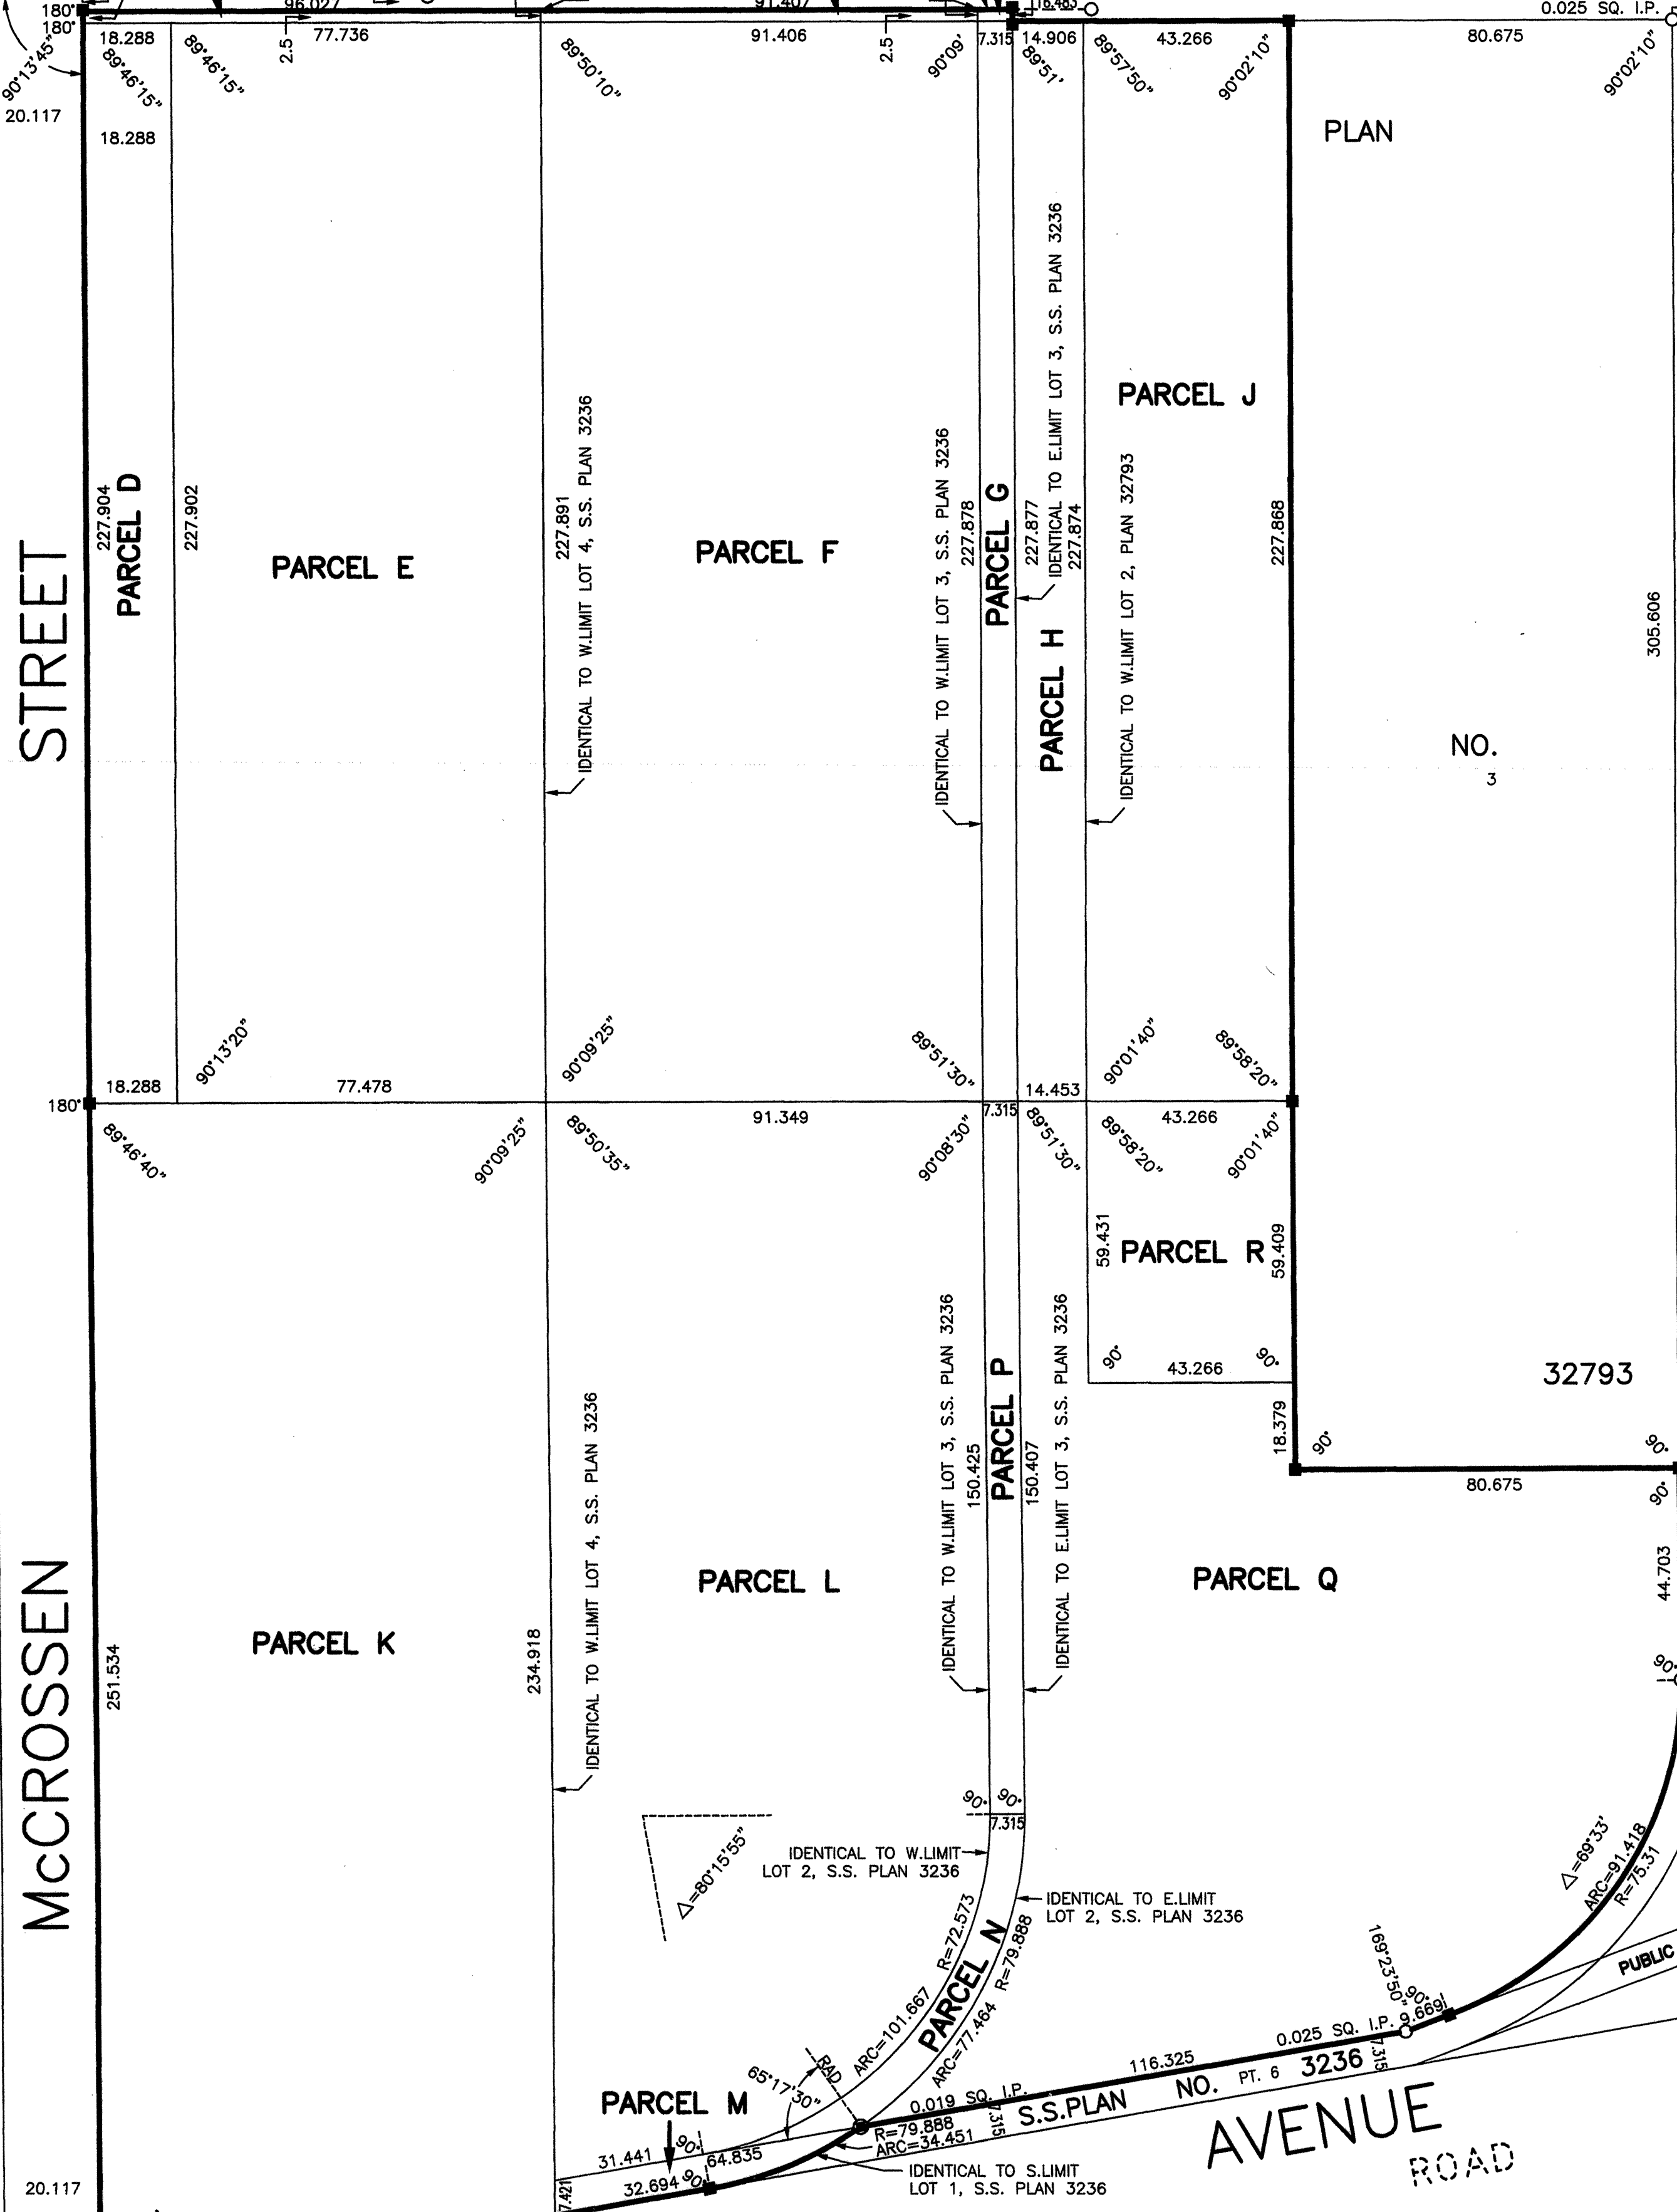 180°
96.027
91.407
16.483
0.025 SQ. I.P.
180°
18.288
2.5
77.736
91.406
2.5
7.315
14.906
43.266
80.675
90°13'45"
89°46'15"
89°46'15"
89°50'10"
90°09'
89°51'
89°57'50"
90°02'10"
90°02'10"
20.117
18.288
PLAN
PARCEL J
STREET
227.904
PARCEL D
227.902
PARCEL E
227.891
IDENTICAL TO W.LIMIT LOT 4, S.S. PLAN 3236
PARCEL F
IDENTICAL TO W.LIMIT LOT 3, S.S. PLAN 3236
227.878
PARCEL G
227.877
IDENTICAL TO E.LIMIT LOT 3, S.S. PLAN 3236
PARCEL H
227.874
IDENTICAL TO W.LIMIT LOT 2, PLAN 32793
227.868
305.606
NO.
3
90°13'20"
90°09'25"
89°51'30"
90°01'40"
89°58'20"
18.288
77.478
14.453
180°
91.349
7.315
43.266
89°46'40"
90°09'25"
89°50'35"
90°08'30"
89°51'30"
89°58'20"
90°01'40"
59.431
PARCEL R
59.409
90°
43.266
90°
32793
18.379
90°
90°
80.675
90°
McCROSSEN
251.534
PARCEL K
234.918
IDENTICAL TO W.LIMIT LOT 4, S.S. PLAN 3236
PARCEL L
IDENTICAL TO W.LIMIT LOT 3, S.S. PLAN 3236
150.425
PARCEL P
150.407
IDENTICAL TO E.LIMIT LOT 3, S.S. PLAN 3236
PARCEL Q
44.703
90°
90°
90°
7.315
Δ=80°15'55"
IDENTICAL TO W.LIMIT
LOT 2, S.S. PLAN 3236
IDENTICAL TO E.LIMIT
LOT 2, S.S. PLAN 3236
R=72.573
ARC=101.667
PARCEL N
R=79.888
ARC=77.464
Δ=69°33'
ARC=91.418
R=75.31
PUBLIC
169°23'50"
90°
9.669
0.025 SQ. I.P.
7.315
116.325
RAD
65°17'30"
PARCEL M
0.019 SQ. I.P.
7.315
S.S.PLAN NO. PT. 6 3236
R=79.888
ARC=34.451
31.441
90°
64.835
IDENTICAL TO S.LIMIT
LOT 1, S.S. PLAN 3236
AVENUE
ROAD
20.117
7.421
32.694
90°